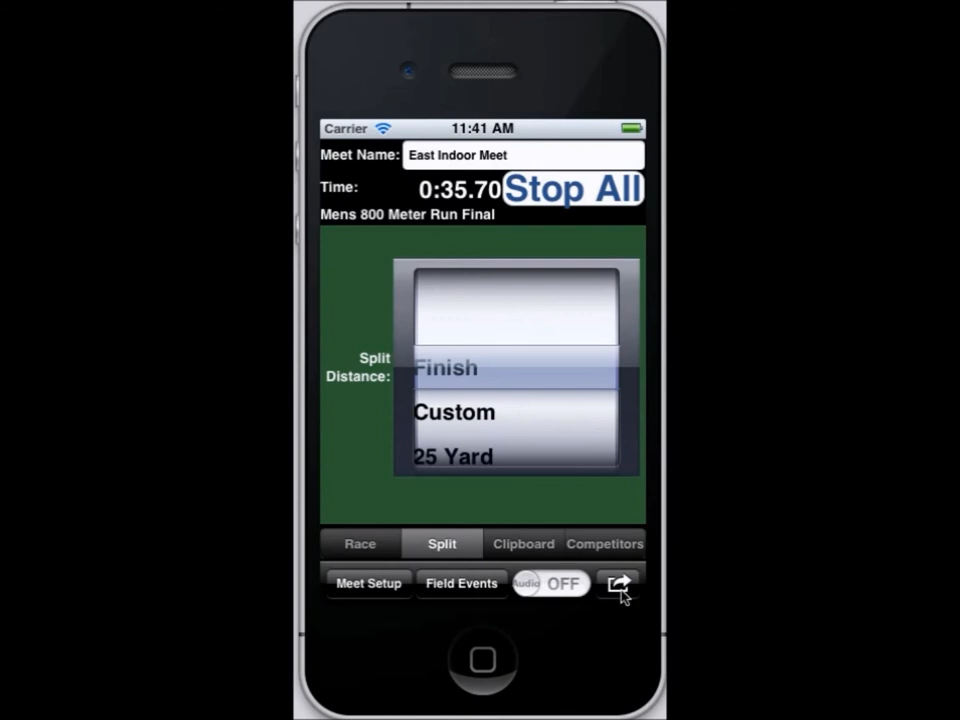 Carrier 11:41 AM
Meet Name: East Indoor Meet
Time: 0:35.70 Stop All
Mens 800 Meter Run Final
Split
Distance:
Finish
Custom
25 Yard
Race Split Clipboard Competitors
Meet Setup Field Events Audio OFF